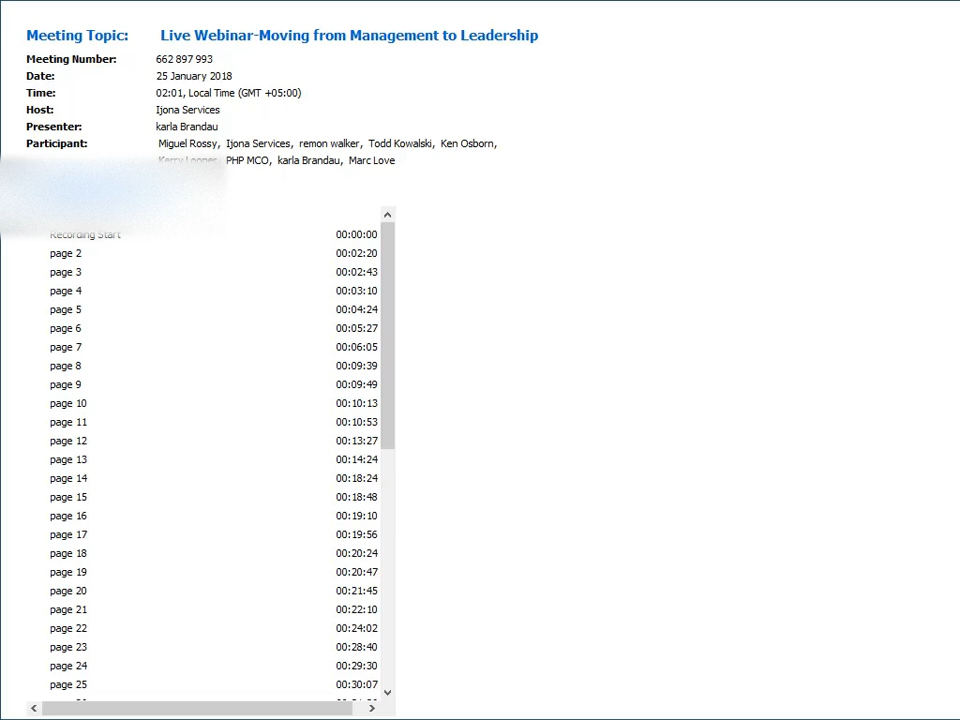 Meeting Topic: Live Webinar-Moving from Management to Leadership
Meeting Number: 662 897 993
Date: 25 January 2018
Time: 02:01, Local Time (GMT +05:00)
Host: Ijona Services
Presenter: karla Brandau
Participant: Miguel Rossy, Ijona Services, remon walker, Todd Kowalski, Ken Osborn,
PHP MCO, karla Brandau, Marc Love
Recording Start 00:00:00
page 2 00:02:20
page 3 00:02:43
page 4 00:03:10
page 5 00:04:24
page 6 00:05:27
page 7 00:06:05
page 8 00:09:39
page 9 00:09:49
page 10 00:10:13
page 11 00:10:53
page 12 00:13:27
page 13 00:14:24
page 14 00:18:24
page 15 00:18:48
page 16 00:19:10
page 17 00:19:56
page 18 00:20:24
page 19 00:20:47
page 20 00:21:45
page 21 00:22:10
page 22 00:24:02
page 23 00:28:40
page 24 00:29:30
page 25 00:30:07